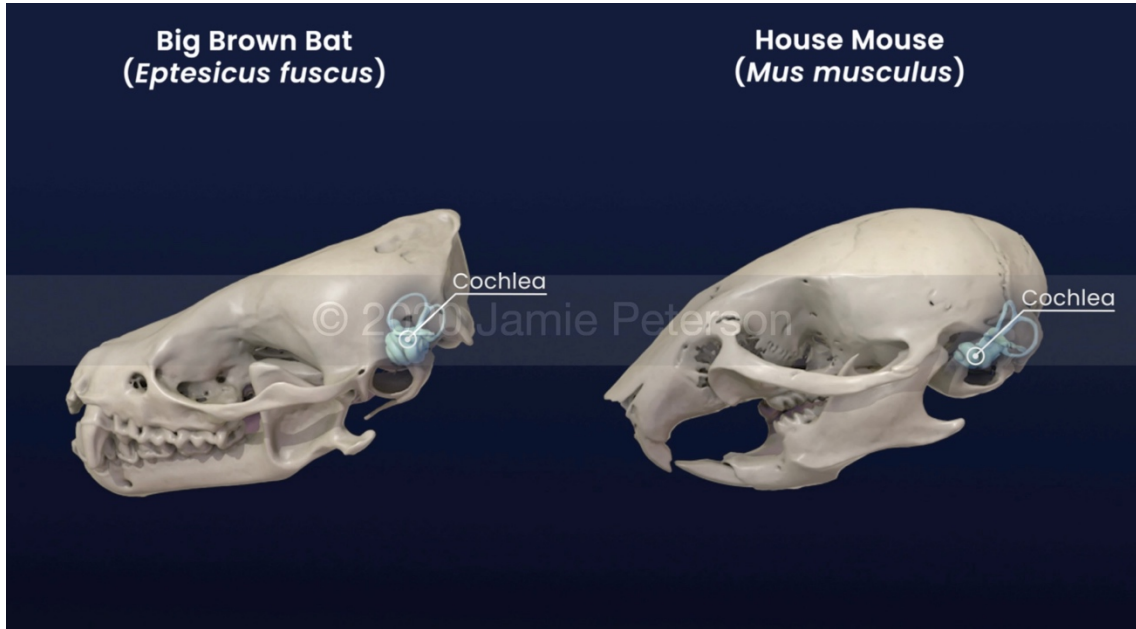 Big Brown Bat
(Eptesicus fuscus)
House Mouse
(Mus musculus)
Cochlea
Cochlea
© Jamie Peterson